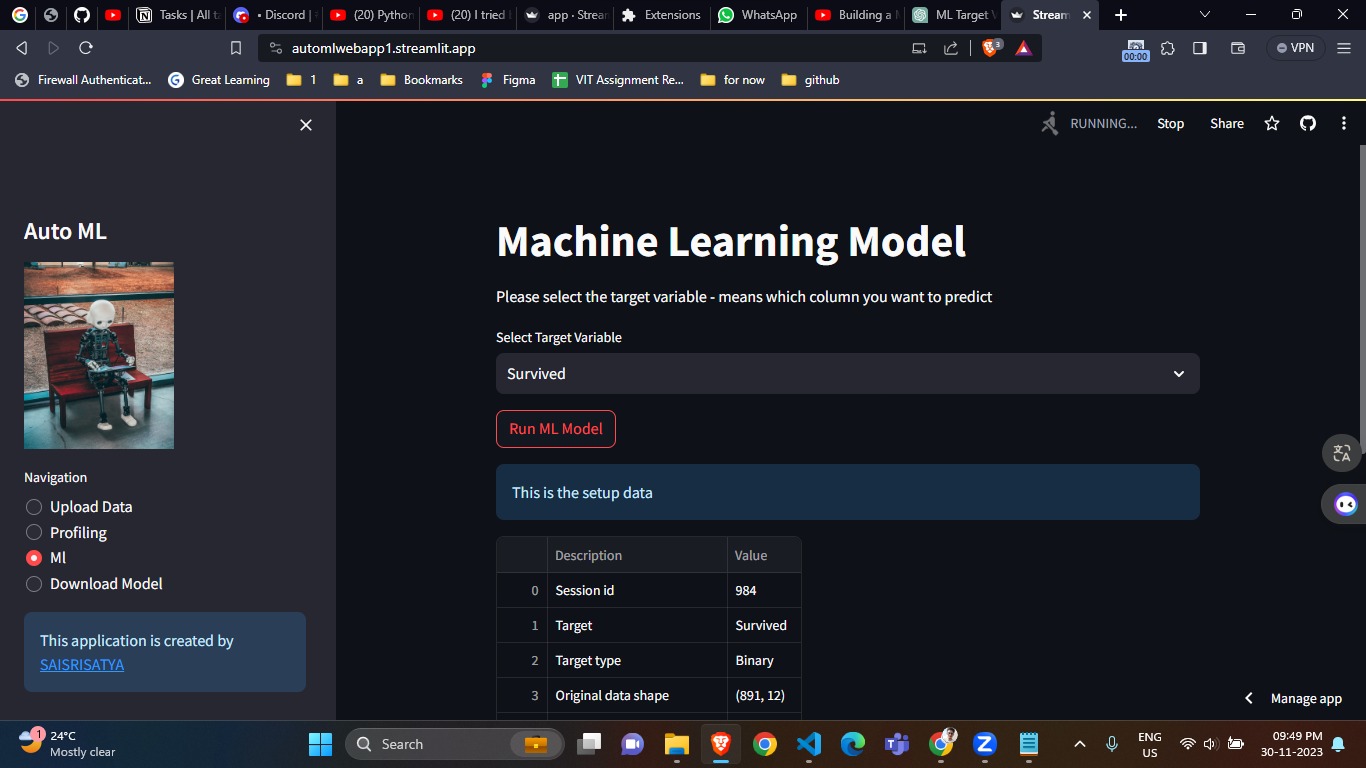 Tasks | All t
• Discord |
(20) Python
(20) I tried
app · Strea
Extensions
WhatsApp
Building a
ML Target V
Stream
automlwebapp1.streamlit.app
3
00:00
VPN
Firewall Authenticat...
Great Learning
1
a
Bookmarks
Figma
VIT Assignment Re...
for now
github
RUNNING...
Stop
Share
Auto ML
Navigation
Upload Data
Profiling
Ml
Download Model
This application is created by
SAISRISATYA
Machine Learning Model
Please select the target variable - means which column you want to predict
Select Target Variable
Survived
Run ML Model
This is the setup data
Description Value
0 Session id 984
1 Target Survived
2 Target type Binary
3 Original data shape (891, 12)
Manage app
1
24°C
Mostly clear
Search
ENG
US
09:49 PM
30-11-2023